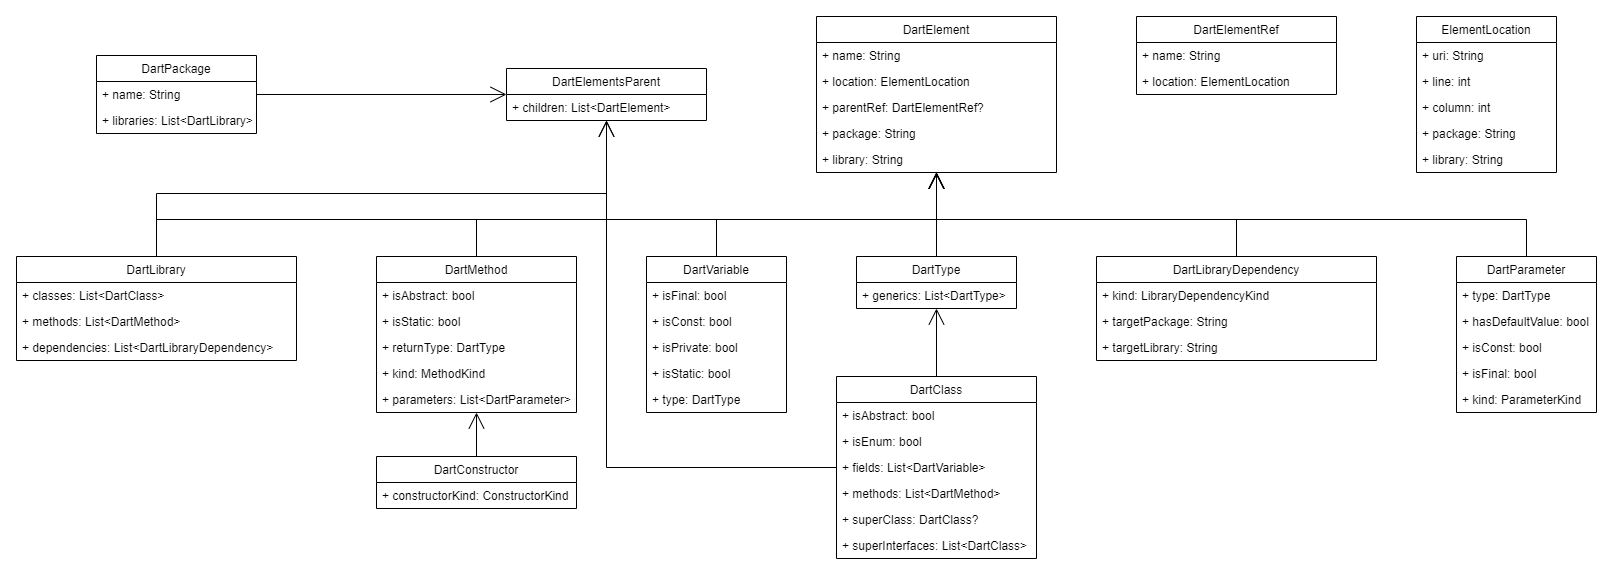 DartPackage
+ name: String
+ libraries: List<DartLibrary>
DartElementsParent
+ children: List<DartElement>
DartElement
+ name: String
+ location: ElementLocation
+ parentRef: DartElementRef?
+ package: String
+ library: String
DartElementRef
+ name: String
+ location: ElementLocation
ElementLocation
+ uri: String
+ line: int
+ column: int
+ package: String
+ library: String
DartLibrary
+ classes: List<DartClass>
+ methods: List<DartMethod>
+ dependencies: List<DartLibraryDependency>
DartMethod
+ isAbstract: bool
+ isStatic: bool
+ returnType: DartType
+ kind: MethodKind
+ parameters: List<DartParameter>
DartVariable
+ isFinal: bool
+ isConst: bool
+ isPrivate: bool
+ isStatic: bool
+ type: DartType
DartType
+ generics: List<DartType>
DartLibraryDependency
+ kind: LibraryDependencyKind
+ targetPackage: String
+ targetLibrary: String
DartParameter
+ type: DartType
+ hasDefaultValue: bool
+ isConst: bool
+ isFinal: bool
+ kind: ParameterKind
DartConstructor
+ constructorKind: ConstructorKind
DartClass
+ isAbstract: bool
+ isEnum: bool
+ fields: List<DartVariable>
+ methods: List<DartMethod>
+ superClass: DartClass?
+ superInterfaces: List<DartClass>